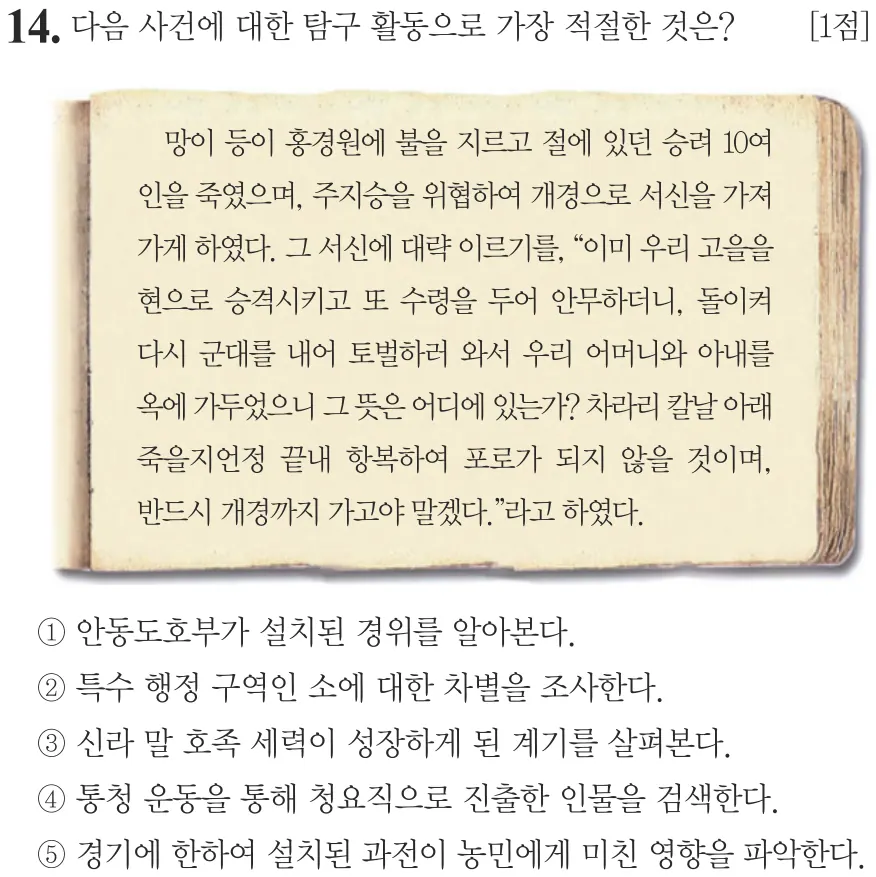 14. 다음 사건에 대한 탐구 활동으로 가장 적절한 것은? [1점]
망이 등이 홍경원에 불을 지르고 절에 있던 승려 10여
인을 죽였으며, 주지승을 위협하여 개경으로 서신을 가져
가게 하였다. 그 서신에 대략 이르기를, “이미 우리 고을을
현으로 승격시키고 또 수령을 두어 안무하더니, 돌이켜
다시 군대를 내어 토벌하러 와서 우리 어머니와 아내를
옥에 가두었으니 그 뜻은 어디에 있는가? 차라리 칼날 아래
죽을지언정 끝내 항복하여 포로가 되지 않을 것이며,
반드시 개경까지 가고야 말겠다.”라고 하였다.
① 안동도호부가 설치된 경위를 알아본다.
② 특수 행정 구역인 소에 대한 차별을 조사한다.
③ 신라 말 호족 세력이 성장하게 된 계기를 살펴본다.
④ 통청 운동을 통해 청요직으로 진출한 인물을 검색한다.
⑤ 경기에 한하여 설치된 과전이 농민에게 미친 영향을 파악한다.